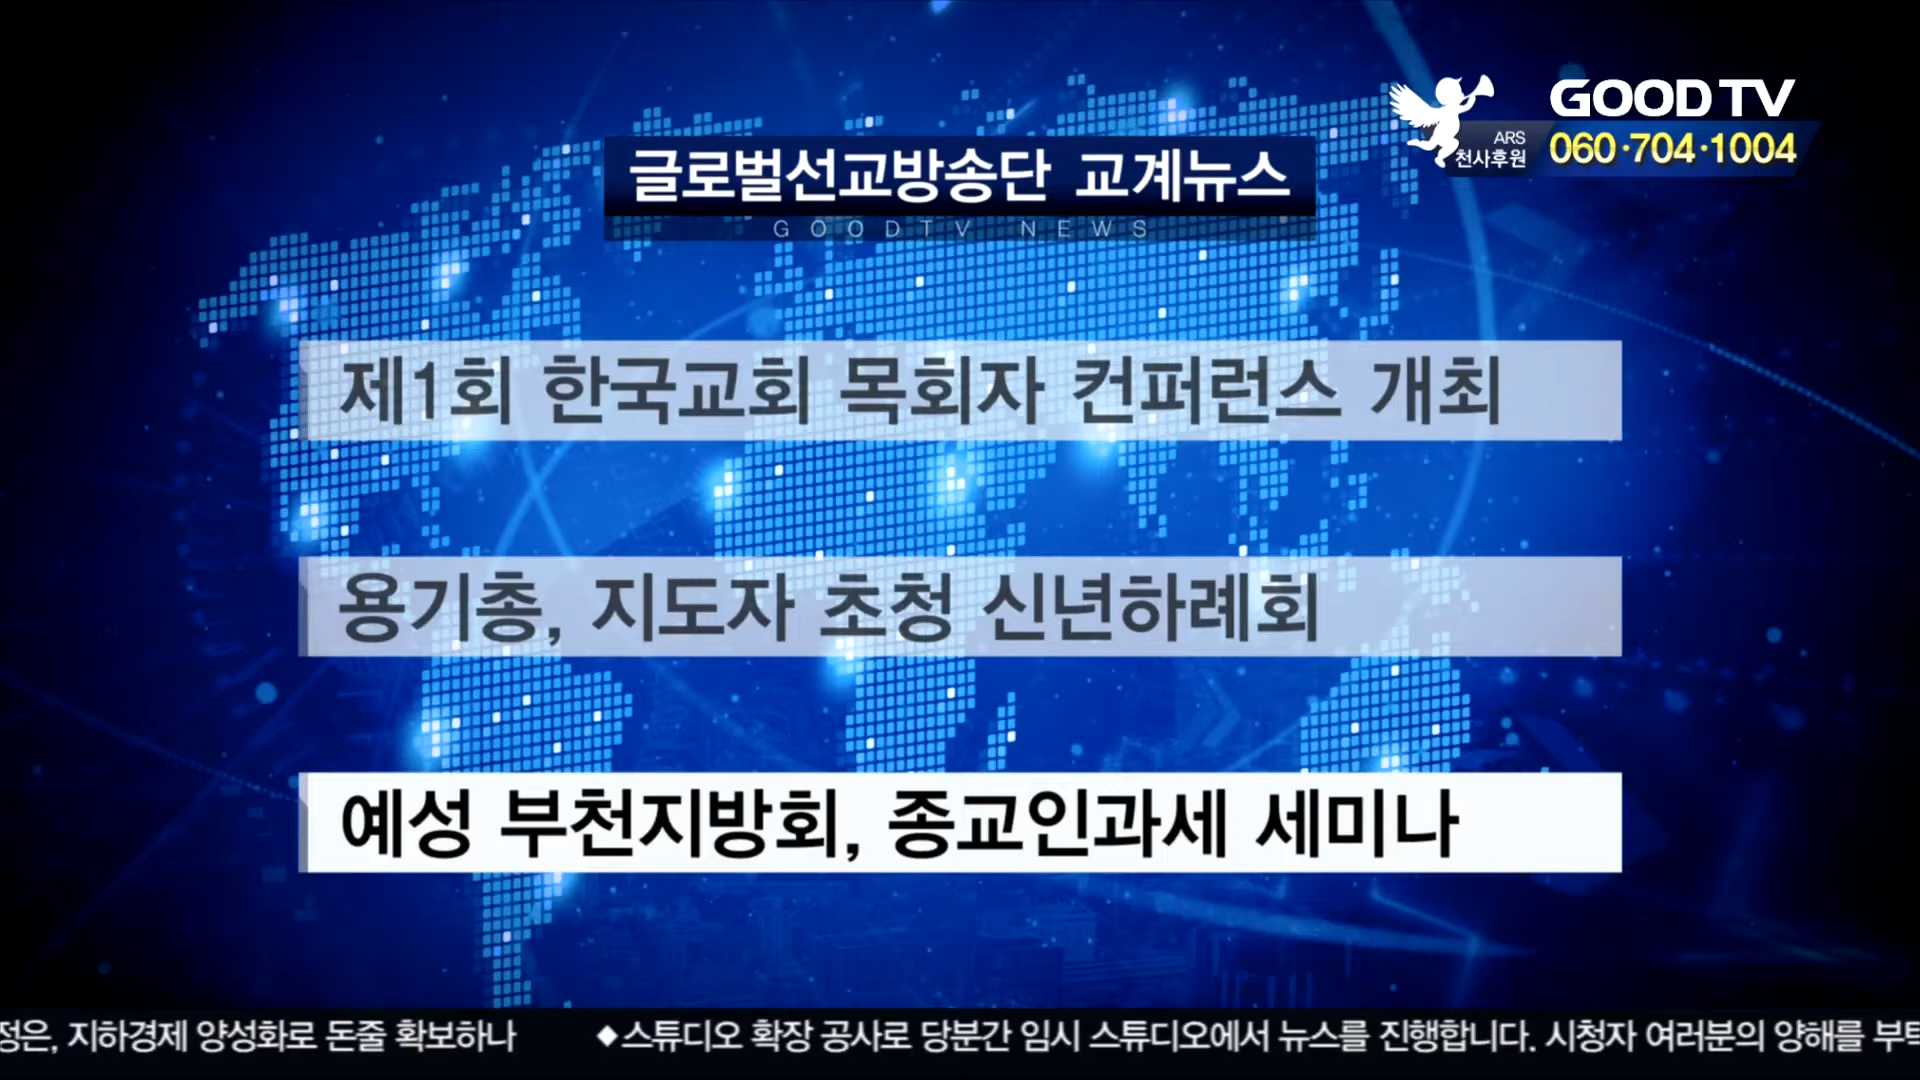 GOODTV
ARS
천사후원
060·704·1004
글로벌선교방송단 교계뉴스
GOODTV NEWS
제1회 한국교회 목회자 컨퍼런스 개최
용기총, 지도자 초청 신년하례회
예성 부천지방회, 종교인과세 세미나
정은, 지하경제 양성화로 돈줄 확보하나 ◆스튜디오 확장 공사로 당분간 임시 스튜디오에서 뉴스를 진행합니다. 시청자 여러분의 양해를 부탁